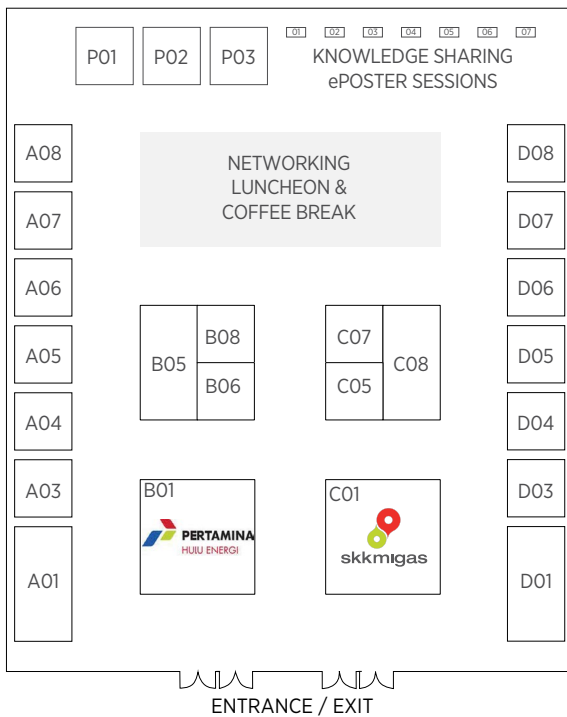 01 02 03 04 05 06 07
P01 P02 P03
KNOWLEDGE SHARING
ePOSTER SESSIONS
A08
NETWORKING
LUNCHEON &
COFFEE BREAK
D08
A07
D07
A06
D06
B05
B08
B06
C07
C05
C08
A05
D05
A04
D04
A03
D03
B01
PERTAMINA
HULU ENERGI
C01
skkmigas
A01
D01
ENTRANCE / EXIT